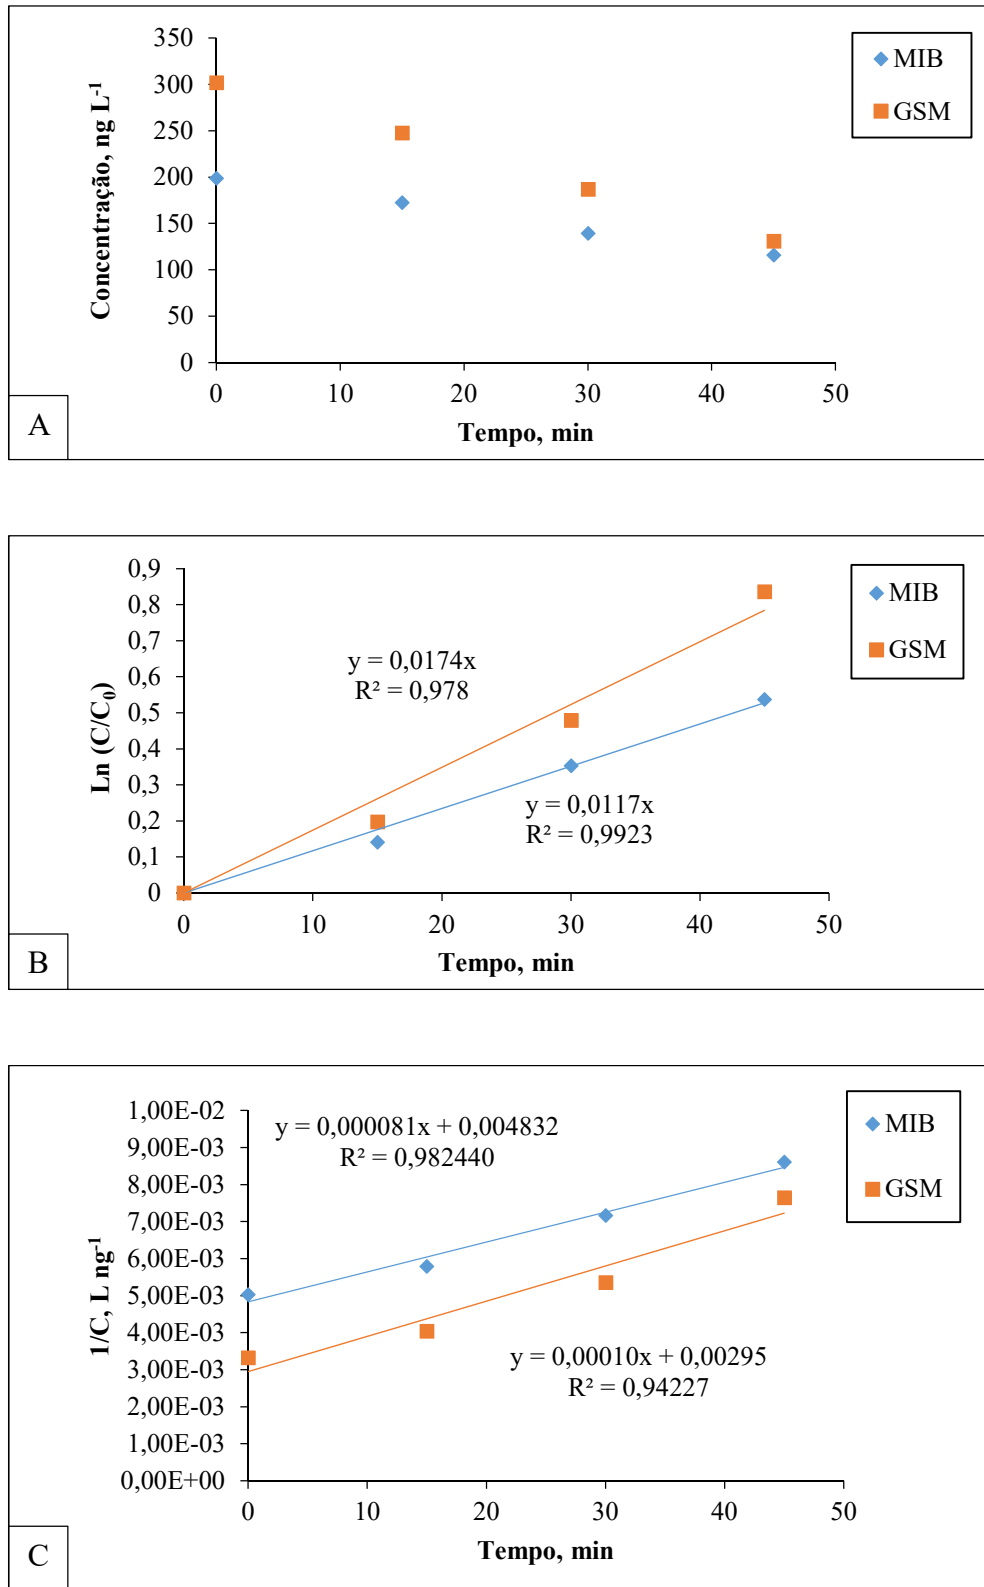 350
300
250
200
150
100
50
0
Concentração, ng L⁻¹
0 10 20 30 40 50
Tempo, min
MIB
GSM
A
0,9
0,8
0,7
0,6
0,5
0,4
0,3
0,2
0,1
0
Ln (C/C₀)
y = 0,0174x
R² = 0,978
y = 0,0117x
R² = 0,9923
0 10 20 30 40 50
Tempo, min
MIB
GSM
B
1,00E-02
9,00E-03
8,00E-03
7,00E-03
6,00E-03
5,00E-03
4,00E-03
3,00E-03
2,00E-03
1,00E-03
0,00E+00
1/C, L ng⁻¹
y = 0,000081x + 0,004832
R² = 0,982440
y = 0,00010x + 0,00295
R² = 0,94227
0 10 20 30 40 50
Tempo, min
MIB
GSM
C